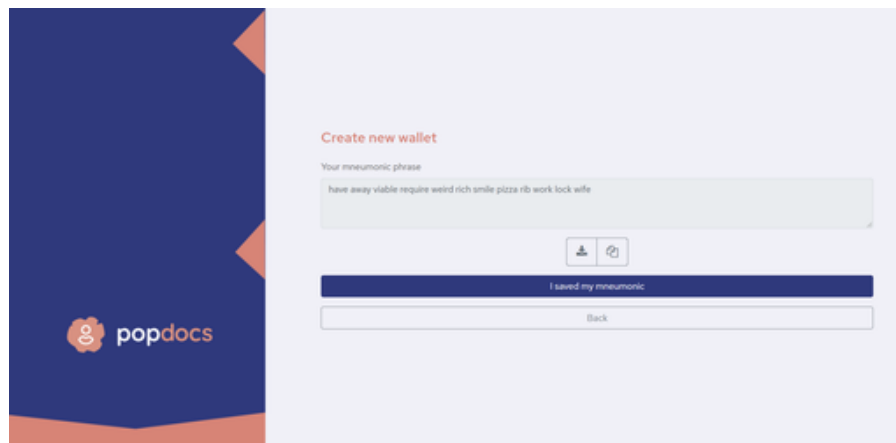 Create new wallet
Your mneumonic phrase
have away viable require weird rich smile pizza rib work lock wife
I saved my mneumonic
Back
popdocs